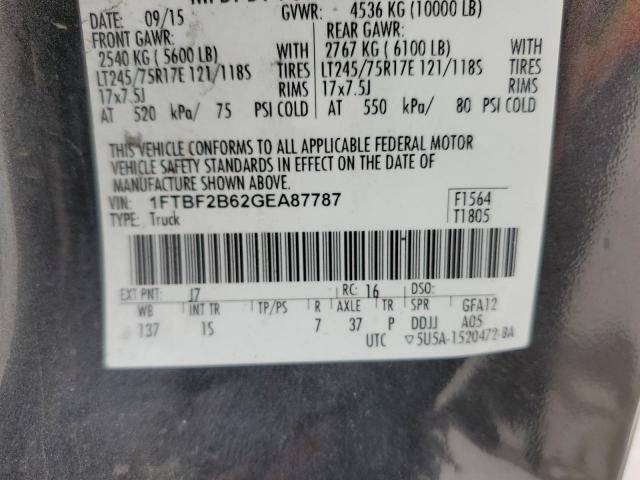 DATE: 09/15 GVWR: 4536 KG (10000 LB)
FRONT GAWR: REAR GAWR:
2540 KG ( 5600 LB) WITH 2767 KG ( 6100 LB) WITH
LT245/75R17E 121/118S TIRES LT245/75R17E 121/118S TIRES
17x7.5J RIMS 17x7.5J RIMS
AT 520 kPa/ 75 PSI COLD AT 550 kPa/ 80 PSI COLD
THIS VEHICLE CONFORMS TO ALL APPLICABLE FEDERAL MOTOR
VEHICLE SAFETY STANDARDS IN EFFECT ON THE DATE OF
MANUFACTURE SHOWN ABOVE.
VIN: 1FTBF2B62GEA87787 F1564
TYPE: Truck T1805
EXT PNT: J7 RC: 16 DSO:
WB INT TR TP/PS R AXLE TR SPR GFA12
137 1S 7 37 P DDJJ A05
UTC ▽5U5A-1520472-BA